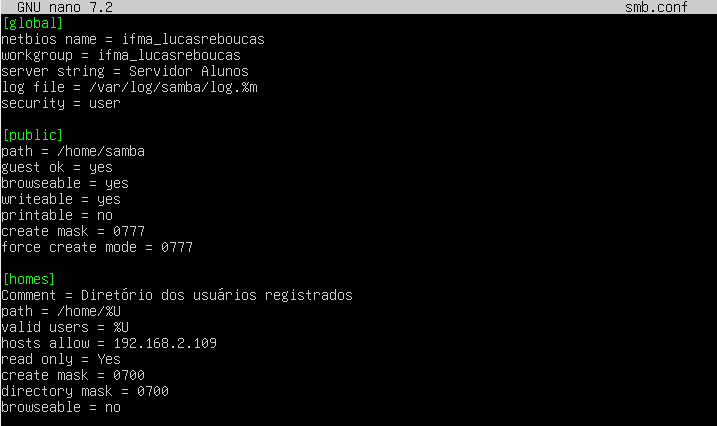 GNU nano 7.2 smb.conf
[global]
netbios name = ifma_lucasreboucas
workgroup = ifma_lucasreboucas
server string = Servidor Alunos
log file = /var/log/samba/log.%m
security = user
[public]
path = /home/samba
guest ok = yes
browseable = yes
writeable = yes
printable = no
create mask = 0777
force create mode = 0777
[homes]
Comment = Diretório dos usuários registrados
path = /home/%U
valid users = %U
hosts allow = 192.168.2.109
read only = Yes
create mask = 0700
directory mask = 0700
browseable = no